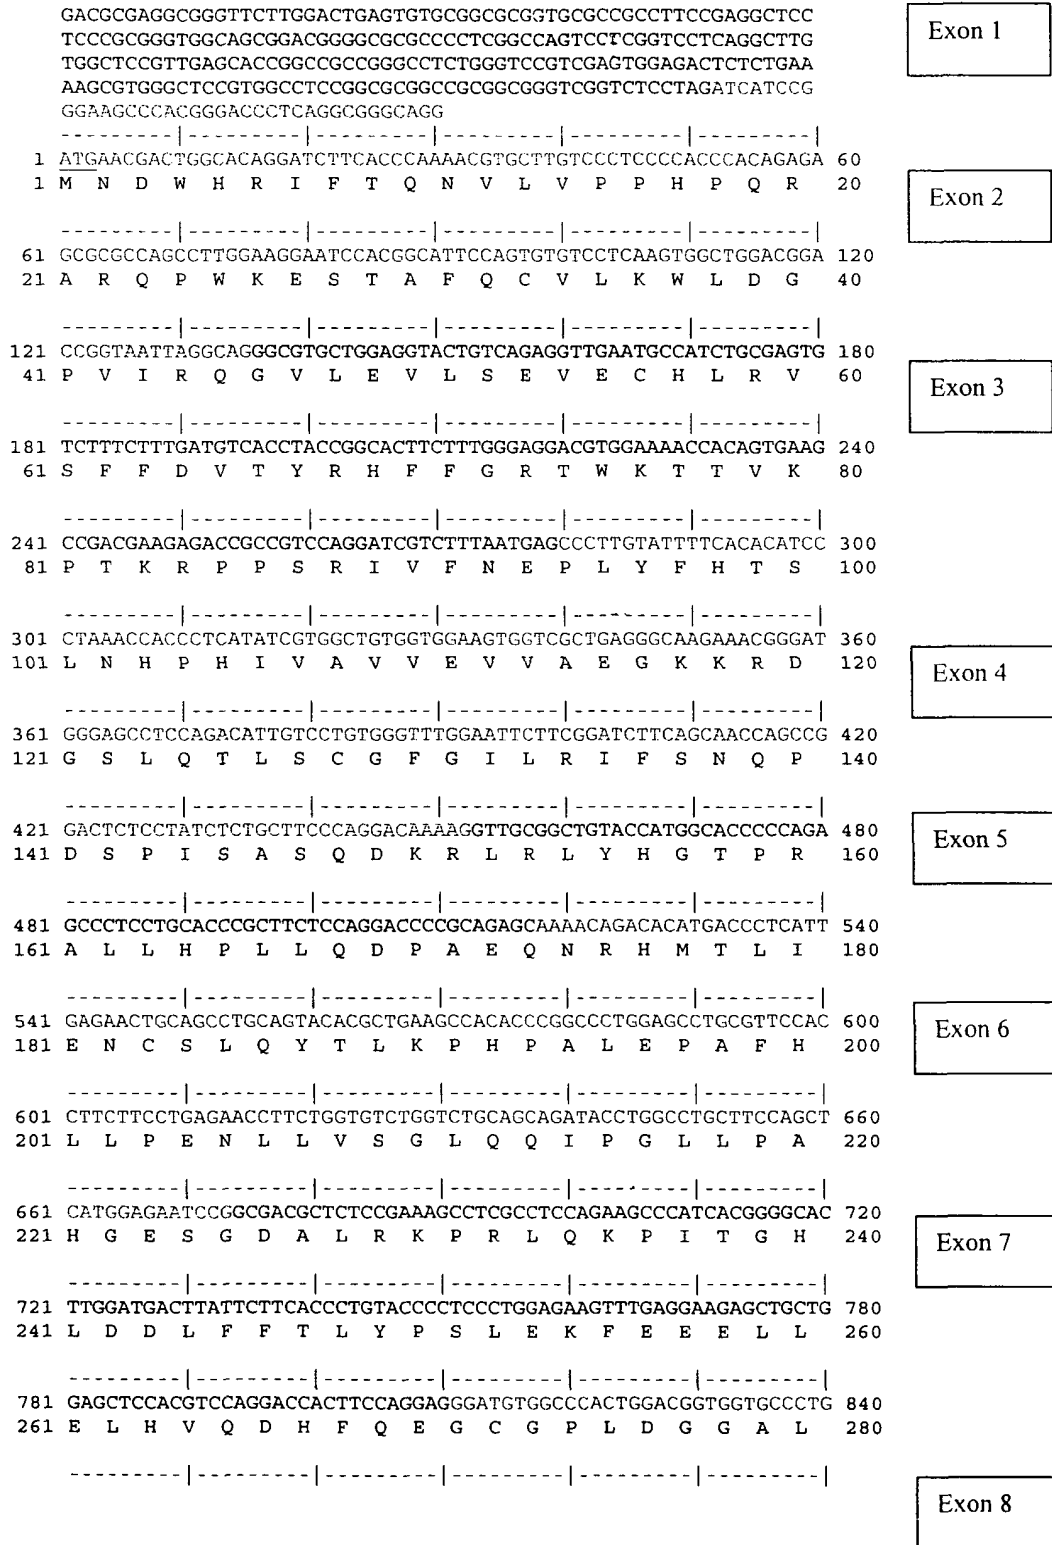 GACGCGAGGCGGGTTCTTGGACTGAGTGTGCGGCGCGGTGCGCCGCCTTCCGAGGCTCC
Exon 1
TCCCGCGGGTGGCAGCGGACGGGGCGCGCCCCTCGGCCAGTCCTCGGTCCTCAGGCTTG
TGGCTCCGTTGAGCACCGGCCGCCGGGCCTCTGGGTCCGTCGAGTGGAGACTCTCTGAA
AAGCGTGGGCTCCGTGGCCTCCGGCGCGGCCGCGGCGGGTCGGTCTCCTAGATCATCCG
GGAAGCCCACGGGACCCTCAGGCGGGCAGG
---------|---------|---------|---------|---------|---------|
1 ATGAACGACTGGCACAGGATCTTCACCCAAAACGTGCTTGTCCCTCCCCACCCACAGAGA 60
1 M N D W H R I F T Q N V L V P P H P Q R 20
Exon 2
---------|---------|---------|---------|---------|---------|
61 GCGCGCCAGCCTTGGAAGGAATCCACGGCATTCCAGTGTGTCCTCAAGTGGCTGGACGGA 120
21 A R Q P W K E S T A F Q C V L K W L D G 40
---------|---------|---------|---------|---------|---------|
121 CCGGTAATTAGGCAGGGCGTGCTGGAGGTACTGTCAGAGGTTGAATGCCATCTGCGAGTG 180
41 P V I R Q G V L E V L S E V E C H L R V 60
Exon 3
---------|---------|---------|---------|---------|---------|
181 TCTTTCTTTGATGTCACCTACCGGCACTTCTTTGGGAGGACGTGGAAAACCACAGTGAAG 240
61 S F F D V T Y R H F F G R T W K T T V K 80
---------|---------|---------|---------|---------|---------|
241 CCGACGAAGAGACCGCCGTCCAGGATCGTCTTTAATGAGCCCTTGTATTTTCACACATCC 300
81 P T K R P P S R I V F N E P L Y F H T S 100
---------|---------|---------|---------|---------|---------|
301 CTAAACCACCCTCATATCGTGGCTGTGGTGGAAGTGGTCGCTGAGGGCAAGAAACGGGAT 360
101 L N H P H I V A V V E V V A E G K K R D 120
Exon 4
---------|---------|---------|---------|---------|---------|
361 GGGAGCCTCCAGACATTGTCCTGTGGGTTTGGAATTCTTCGGATCTTCAGCAACCAGCCG 420
121 G S L Q T L S C G F G I L R I F S N Q P 140
---------|---------|---------|---------|---------|---------|
421 GACTCTCCTATCTCTGCTTCCCAGGACAAAAGGTTGCGGCTGTACCATGGCACCCCCAGA 480
141 D S P I S A S Q D K R L R L Y H G T P R 160
Exon 5
---------|---------|---------|---------|---------|---------|
481 GCCCTCCTGCACCCGCTTCTCCAGGACCCCGCAGAGCAAAACAGACACATGACCCTCATT 540
161 A L L H P L L Q D P A E Q N R H M T L I 180
---------|---------|---------|---------|---------|---------|
541 GAGAACTGCAGCCTGCAGTACACGCTGAAGCCACACCCGGCCCTGGAGCCTGCGTTCCAC 600
181 E N C S L Q Y T L K P H P A L E P A F H 200
Exon 6
---------|---------|---------|---------|---------|---------|
601 CTTCTTCCTGAGAACCTTCTGGTGTCTGGTCTGCAGCAGATACCTGGCCTGCTTCCAGCT 660
201 L L P E N L L V S G L Q Q I P G L L P A 220
---------|---------|---------|---------|---------|---------|
661 CATGGAGAATCCGGCGACGCTCTCCGAAAGCCTCGCCTCCAGAAGCCCATCACGGGGCAC 720
221 H G E S G D A L R K P R L Q K P I T G H 240
Exon 7
---------|---------|---------|---------|---------|---------|
721 TTGGATGACTTATTCTTCACCCTGTACCCCTCCCTGGAGAAGTTTGAGGAAGAGCTGCTG 780
241 L D D L F F T L Y P S L E K F E E E L L 260
---------|---------|---------|---------|---------|---------|
781 GAGCTCCACGTCCAGGACCACTTCCAGGAGGGATGTGGCCCACTGGACGGTGGTGCCCTG 840
261 E L H V Q D H F Q E G C G P L D G G A L 280
---------|---------|---------|---------|---------|---------|
Exon 8